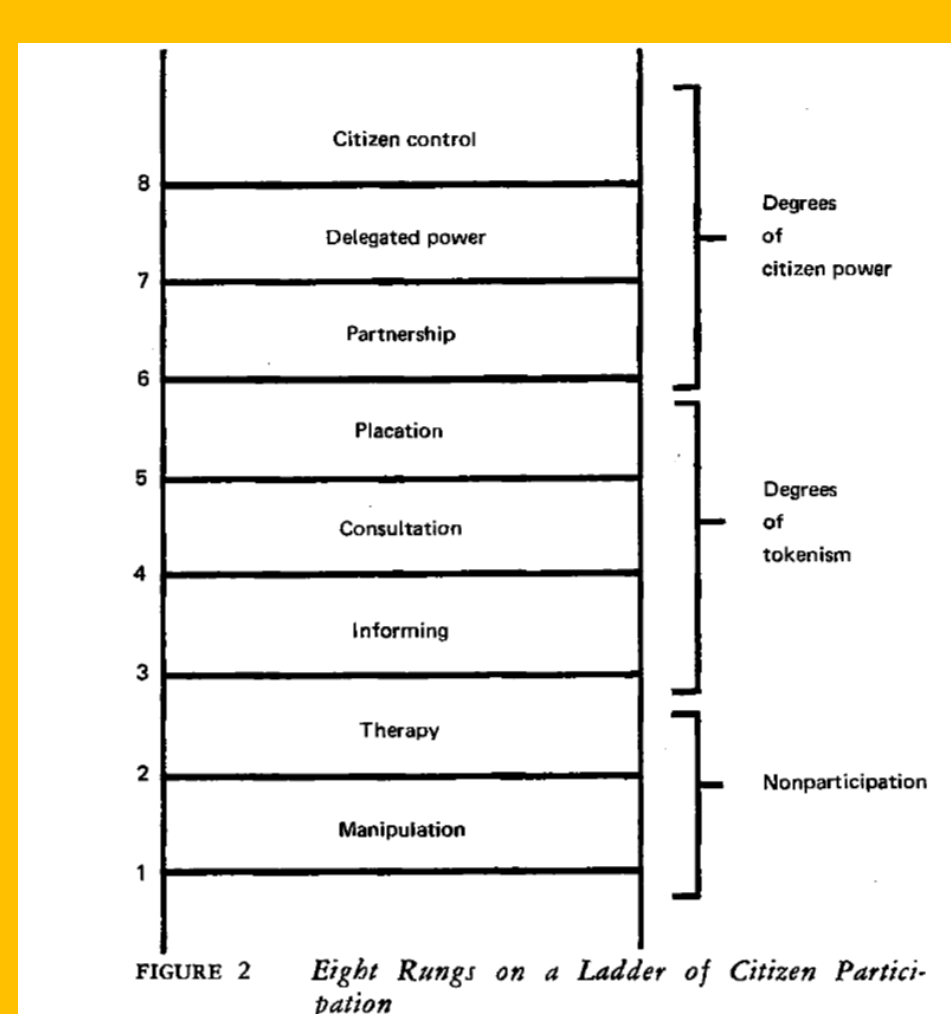 Citizen control
8
Delegated power
7
Partnership
6
Placation
5
Consultation
4
Informing
3
Therapy
2
Manipulation
1
Degrees
of
citizen power
Degrees
of
tokenism
Nonparticipation
FIGURE 2 Eight Rungs on a Ladder of Citizen Partici-
pation